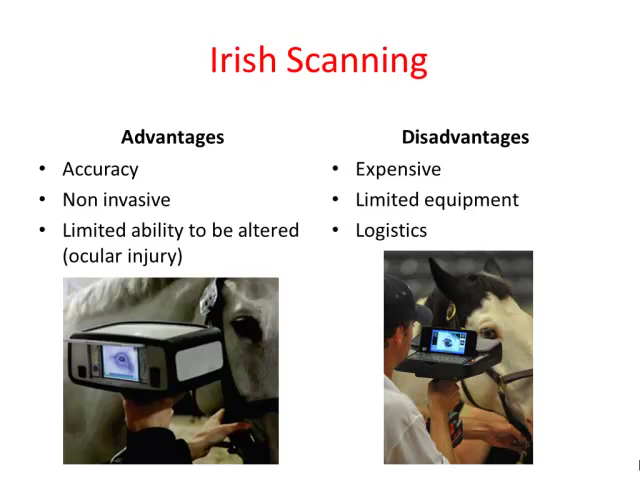 Irish Scanning
Advantages
• Accuracy
• Non invasive
• Limited ability to be altered
(ocular injury)
Disadvantages
• Expensive
• Limited equipment
• Logistics